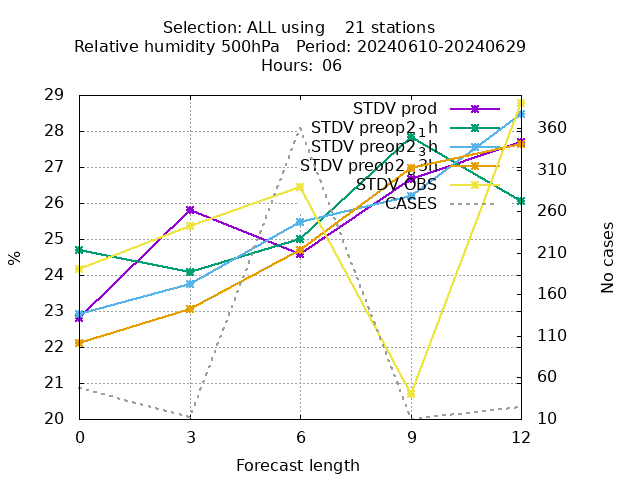 Selection: ALL using    21 stations
Relative humidity 500hPa   Period: 20240610-20240629
Hours: 06
29
28
27
26
25
24
23
22
21
20
%
360
310
260
210
160
110
60
10
No cases
STDV prod
STDV preop2_1h
STDV preop2_3h
STDV OBS
CASES
0 3 6 9 12
Forecast length